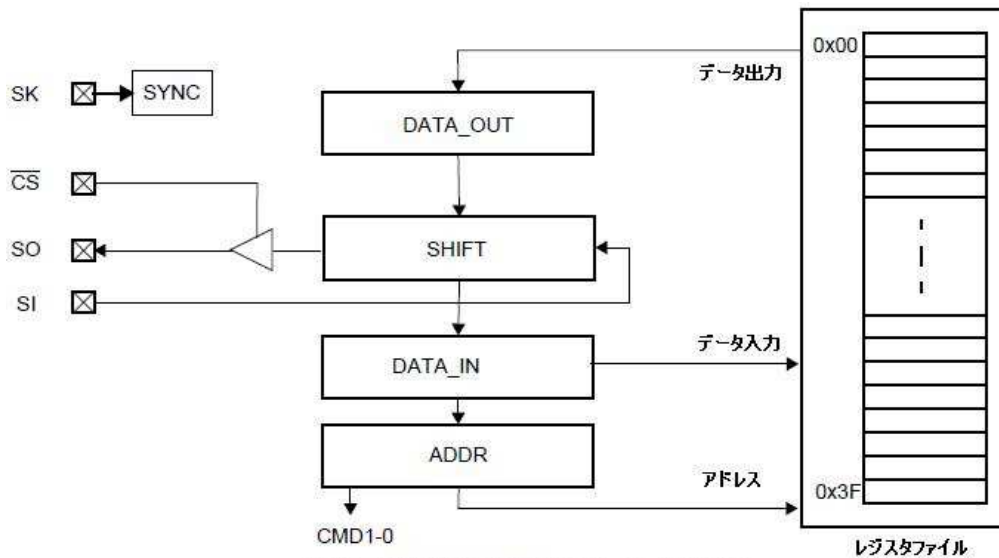 0x00
データ出力
SK
SYNC
DATA_OUT
CS
SO
SHIFT
SI
データ入力
DATA_IN
ADDR
アドレス
0x3F
CMD1-0
レジスタファイル